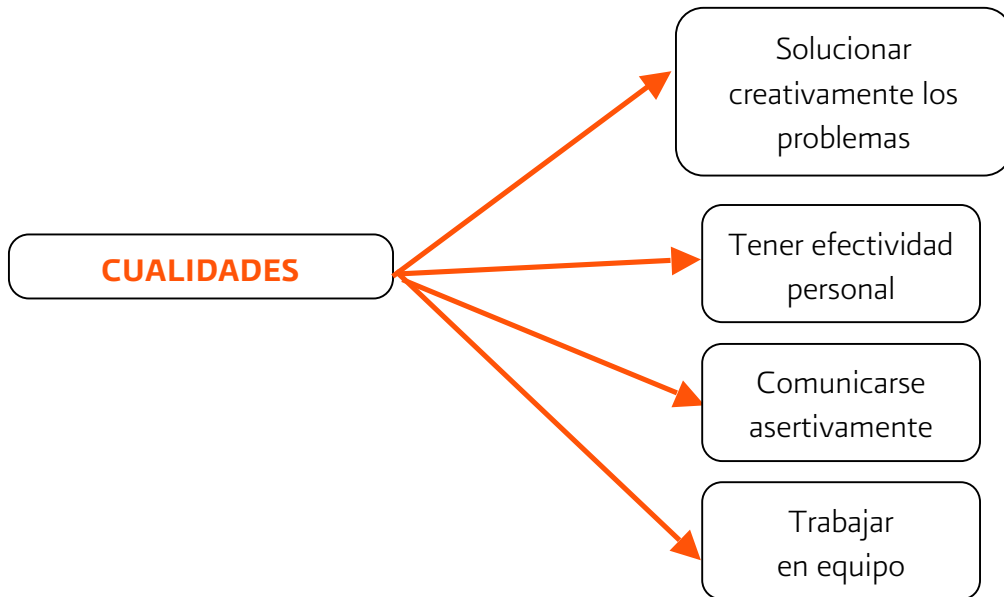 Solucionar
creativamente los
problemas
CUALIDADES
Tener efectividad
personal
Comunicarse
asertivamente
Trabajar
en equipo